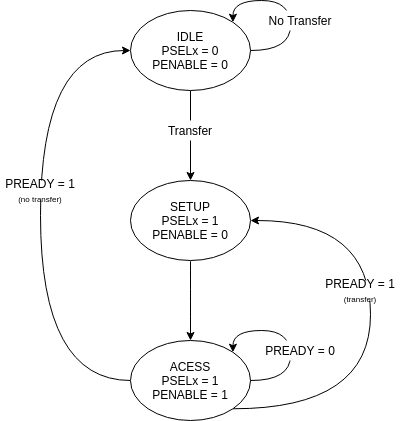 IDLE
PSELx = 0
PENABLE = 0
No Transfer
Transfer
PREADY = 1
(no transfer)
SETUP
PSELx = 1
PENABLE = 0
PREADY = 1
(transfer)
ACESS
PSELx = 1
PENABLE = 1
PREADY = 0